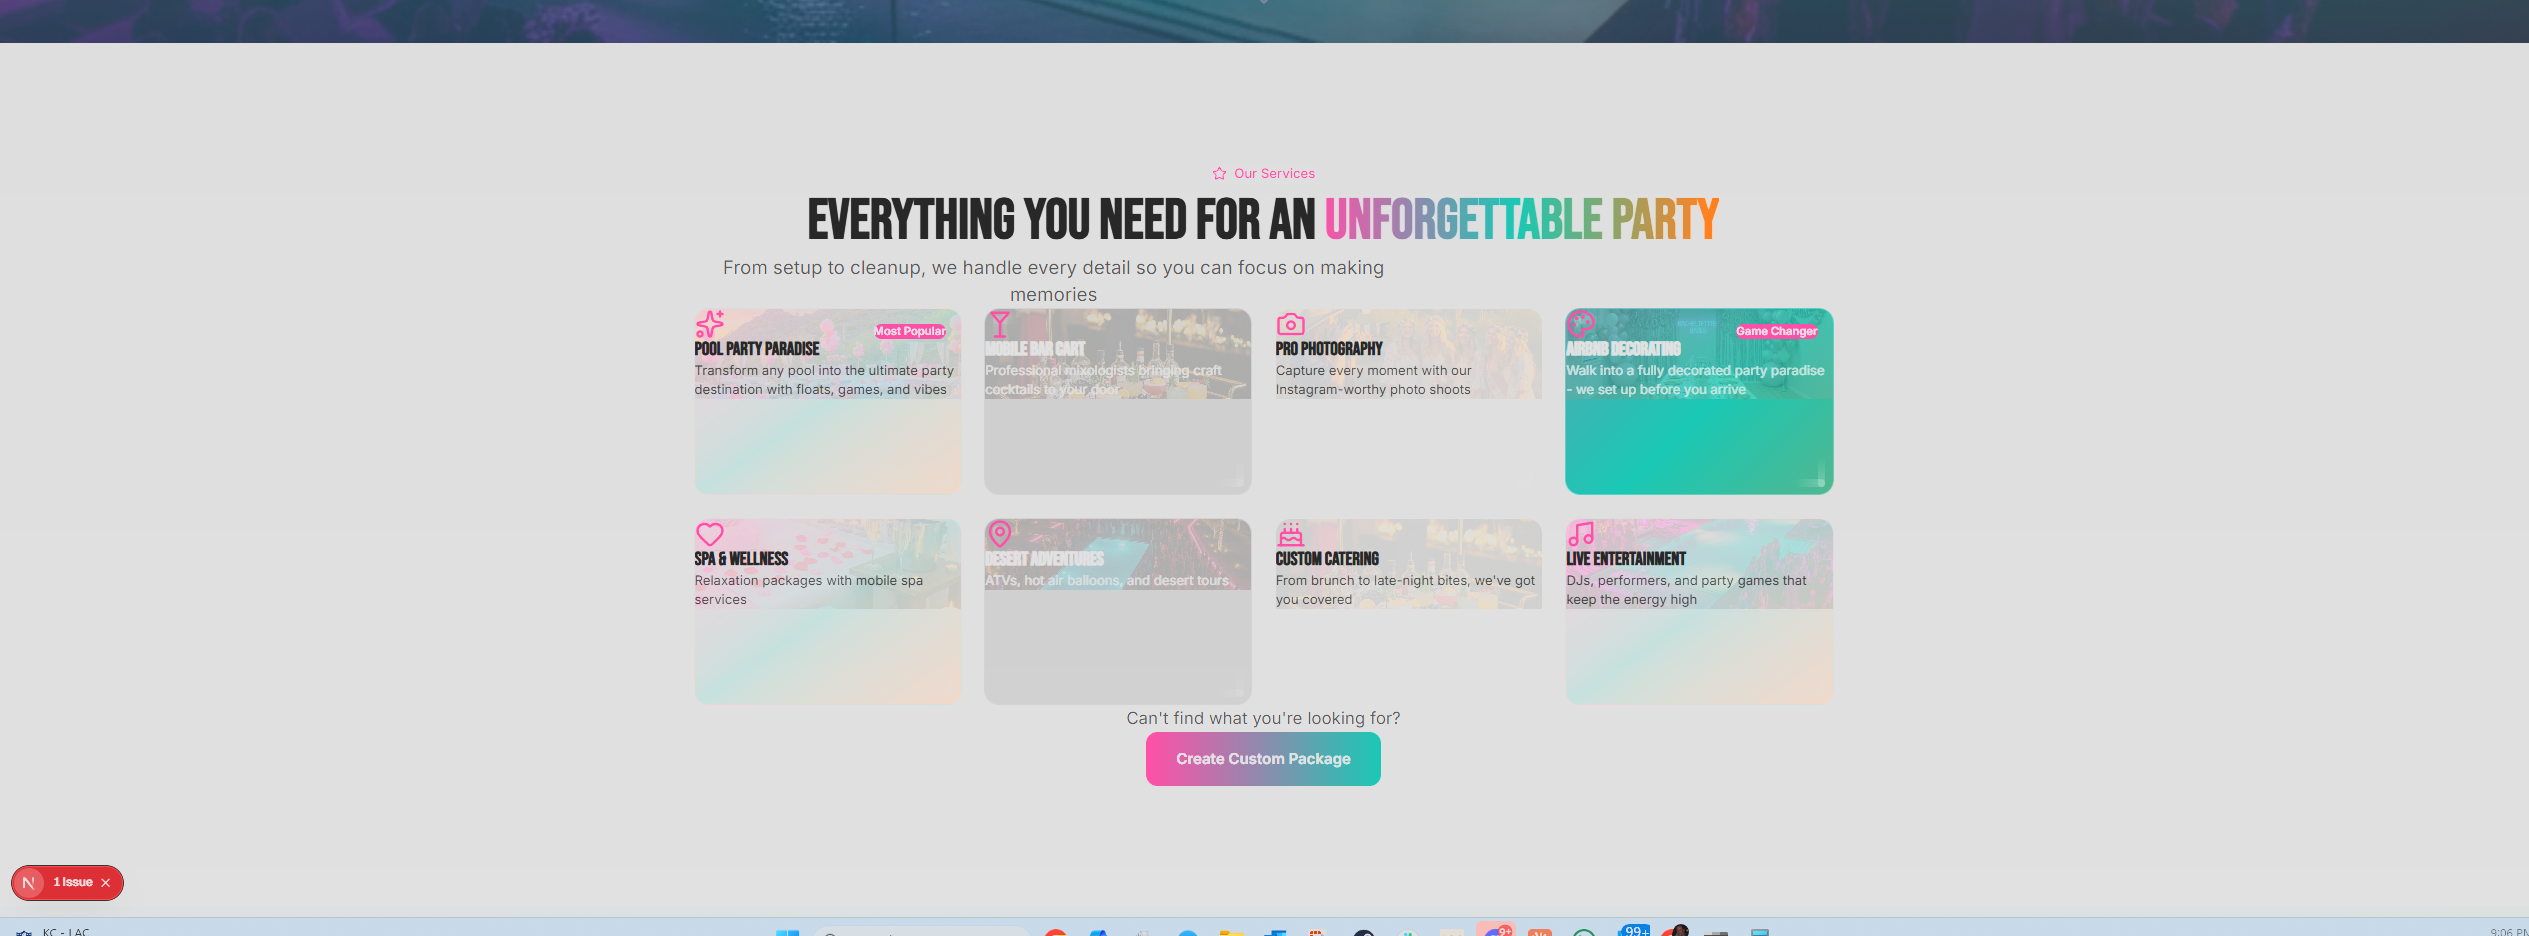 Our Services
EVERYTHING YOU NEED FOR AN UNFORGETTABLE PARTY
From setup to cleanup, we handle every detail so you can focus on making
memories
Most Popular
POOL PARTY PARADISE
Transform any pool into the ultimate party
destination with floats, games, and vibes
MOBILE BAR CART
Professional mixologists bringing craft
cocktails to your door
PRO PHOTOGRAPHY
Capture every moment with our
Instagram-worthy photo shoots
Game Changer
AIRBNB DECORATING
Walk into a fully decorated party paradise
- we set up before you arrive
SPA & WELLNESS
Relaxation packages with mobile spa
services
DESERT ADVENTURES
ATVs, hot air balloons, and desert tours
CUSTOM CATERING
From brunch to late-night bites, we've got
you covered
LIVE ENTERTAINMENT
DJs, performers, and party games that
keep the energy high
Can't find what you're looking for?
Create Custom Package
N 1 Issue
KC - LAC
9+
99+
9:06 PM